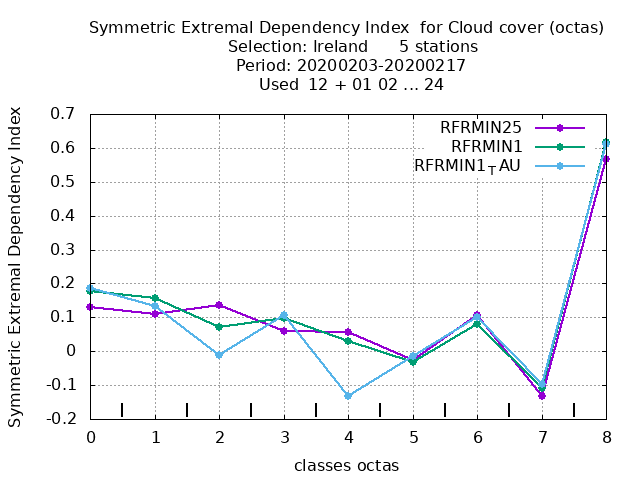 Symmetric Extremal Dependency Index for Cloud cover (octas)
Selection: Ireland 5 stations
Period: 20200203-20200217
Used 12 + 01 02 ... 24
Symmetric Extremal Dependency Index
0.7
0.6
0.5
0.4
0.3
0.2
0.1
0
-0.1
-0.2
RFRMIN25
RFRMIN1
RFRMIN1TAU
0 1 2 3 4 5 6 7 8
classes octas